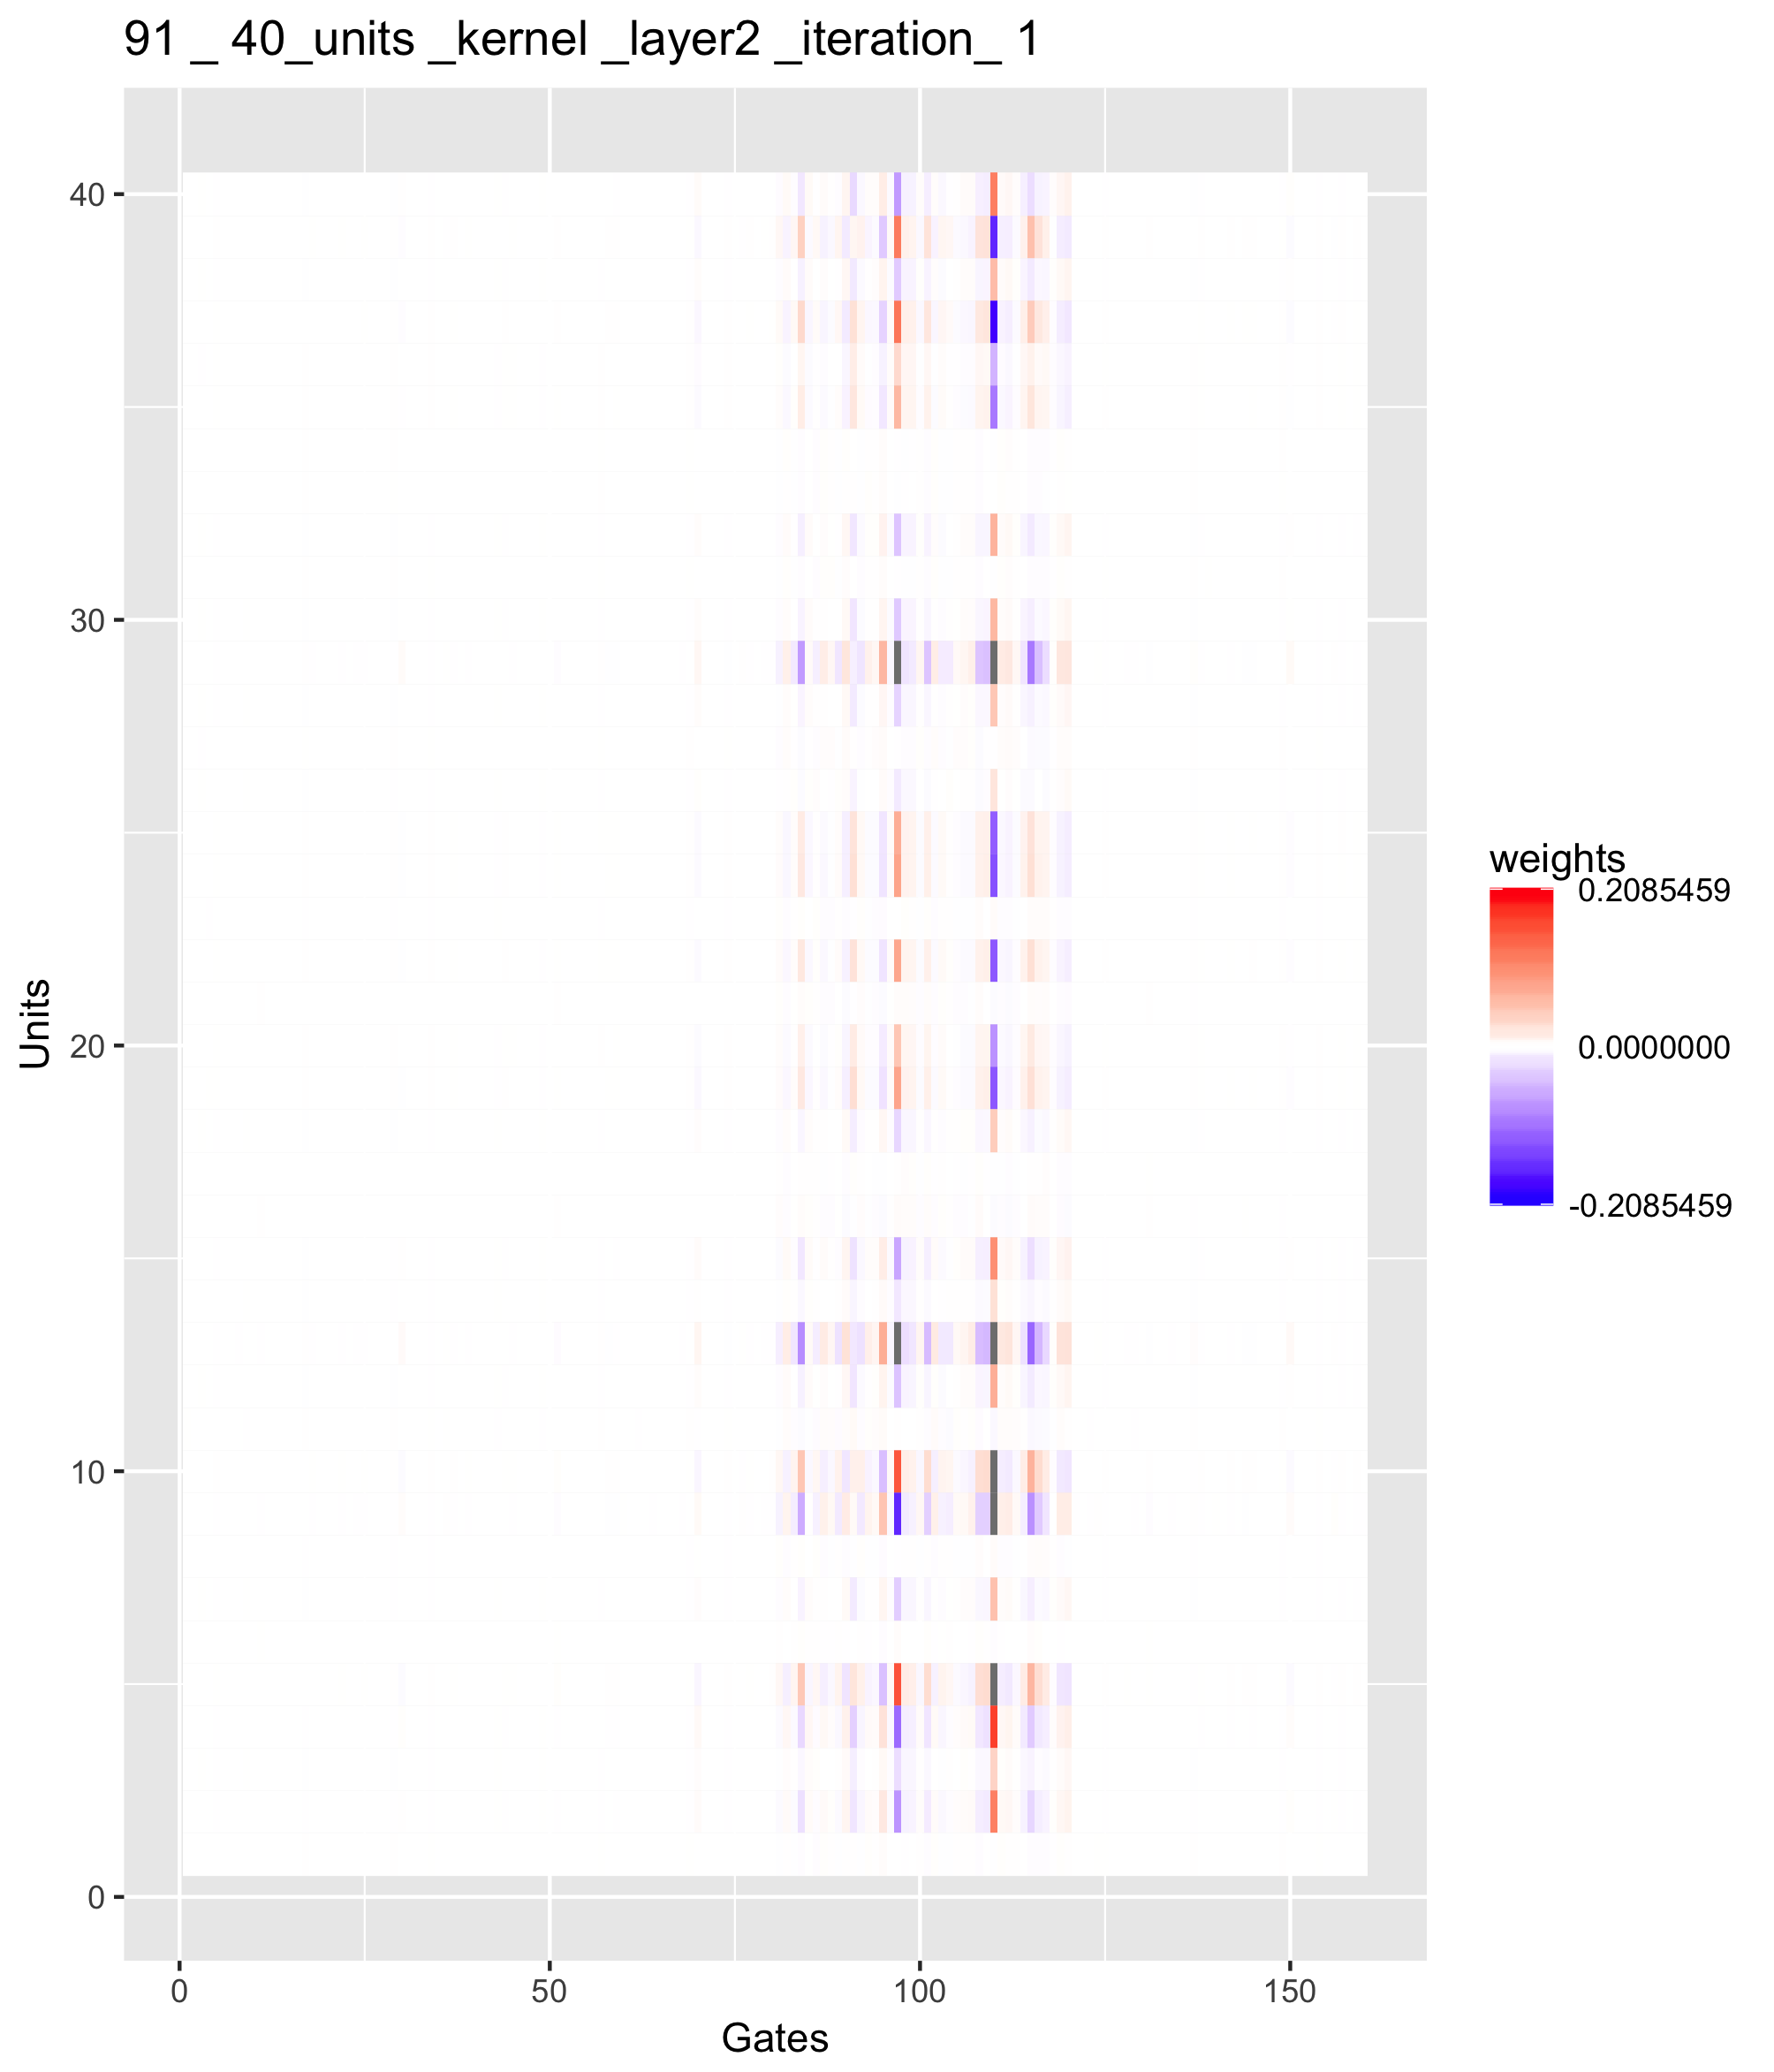 91 _ 40_units _kernel _layer2 _iteration_ 1
40
30
20
10
0
Units
0 50 100 150
Gates
weights
0.2085459
0.0000000
-0.2085459